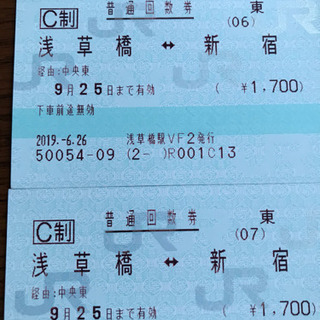 C制 普通回数券 東
(06)
浅草橋 ↔ 新宿
経由:中央東
9月25日まで有効 ( ¥1,700)
下車前途無効
2019.-6.26 浅草橋駅VF2発行
50054-09 (2- )R001C13
C制 普通回数券 東
(07)
浅草橋 ↔ 新宿
経由:中央東
9月25日まで有効 ( ¥1,700)